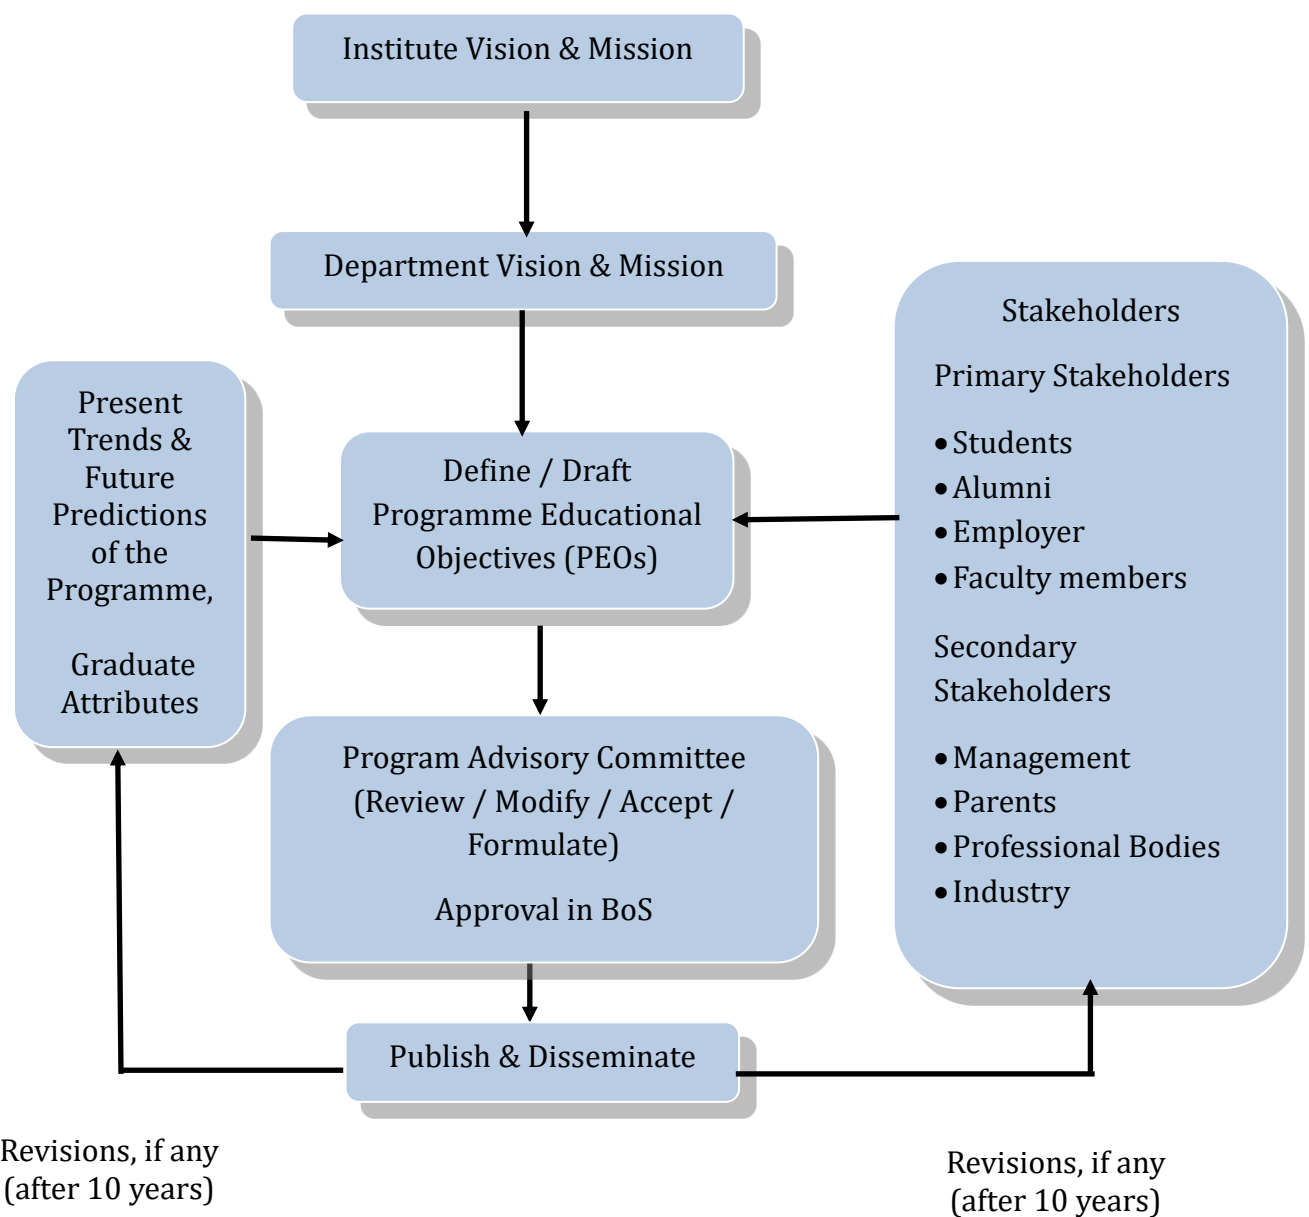 Institute Vision & Mission
Department Vision & Mission
Present
Trends &
Future
Predictions
of the
Programme,
Graduate
Attributes
Define / Draft
Programme Educational
Objectives (PEOs)
Stakeholders
Primary Stakeholders
•Students
•Alumni
•Employer
•Faculty members
Secondary
Stakeholders
•Management
•Parents
•Professional Bodies
•Industry
Program Advisory Committee
(Review / Modify / Accept /
Formulate)
Approval in BoS
Publish & Disseminate
Revisions, if any
(after 10 years)
Revisions, if any
(after 10 years)